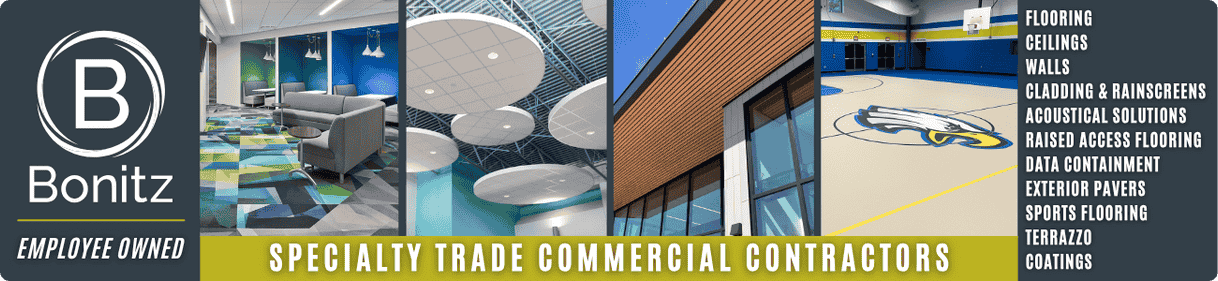 B
Bonitz
EMPLOYEE OWNED
SPECIALTY TRADE COMMERCIAL CONTRACTORS
FLOORING
CEILINGS
WALLS
CLADDING & RAINSCREENS
ACOUSTICAL SOLUTIONS
RAISED ACCESS FLOORING
DATA CONTAINMENT
EXTERIOR PAVERS
SPORTS FLOORING
TERRAZZO
COATINGS